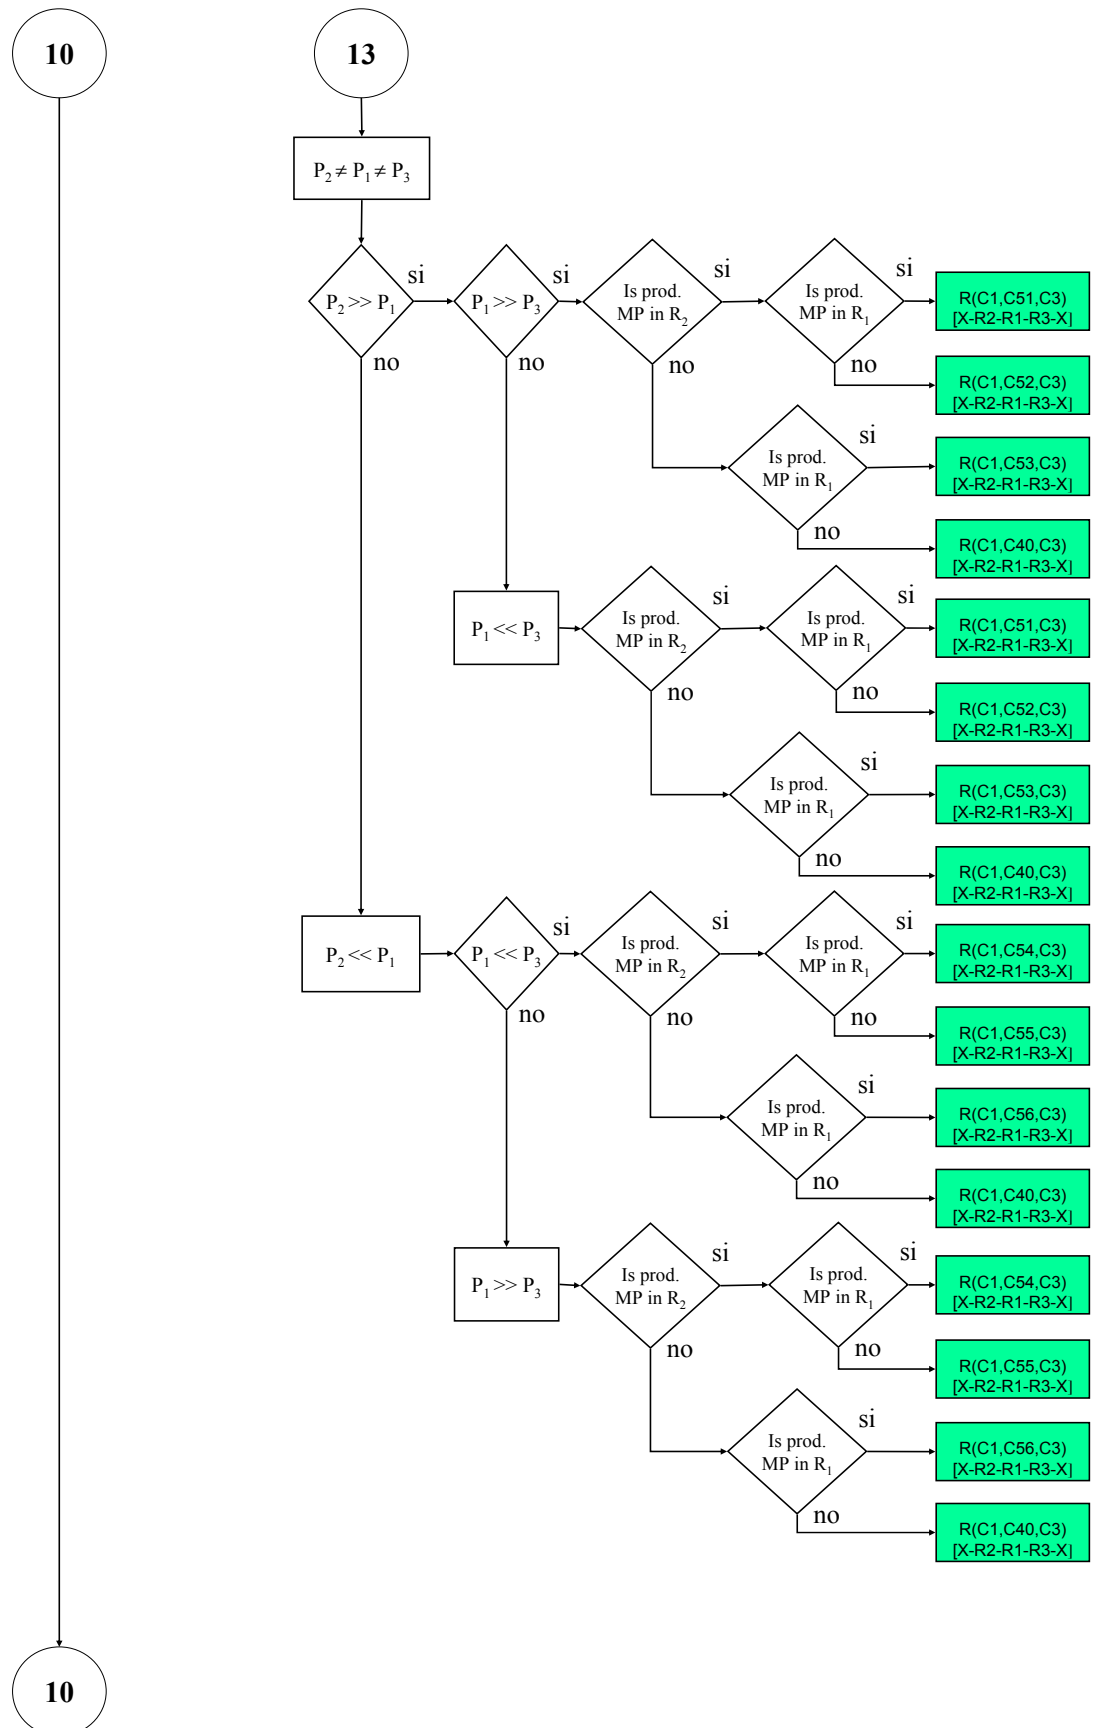 10
13
P₂ ≠ P₁ ≠ P₃
P₂ >> P₁
si
no
P₁ >> P₃
si
no
Is prod.
MP in R₂
si
no
Is prod.
MP in R₁
si
no
R(C1,C51,C3)
[X-R2-R1-R3-X]
R(C1,C52,C3)
[X-R2-R1-R3-X]
Is prod.
MP in R₁
si
no
R(C1,C53,C3)
[X-R2-R1-R3-X]
R(C1,C40,C3)
[X-R2-R1-R3-X]
P₁ << P₃
Is prod.
MP in R₂
si
no
Is prod.
MP in R₁
si
no
R(C1,C51,C3)
[X-R2-R1-R3-X]
R(C1,C52,C3)
[X-R2-R1-R3-X]
Is prod.
MP in R₁
si
no
R(C1,C53,C3)
[X-R2-R1-R3-X]
R(C1,C40,C3)
[X-R2-R1-R3-X]
P₂ << P₁
P₁ << P₃
si
no
Is prod.
MP in R₂
si
no
Is prod.
MP in R₁
si
no
R(C1,C54,C3)
[X-R2-R1-R3-X]
R(C1,C55,C3)
[X-R2-R1-R3-X]
Is prod.
MP in R₁
si
no
R(C1,C56,C3)
[X-R2-R1-R3-X]
R(C1,C40,C3)
[X-R2-R1-R3-X]
P₁ >> P₃
Is prod.
MP in R₂
si
no
Is prod.
MP in R₁
si
no
R(C1,C54,C3)
[X-R2-R1-R3-X]
R(C1,C55,C3)
[X-R2-R1-R3-X]
Is prod.
MP in R₁
si
no
R(C1,C56,C3)
[X-R2-R1-R3-X]
R(C1,C40,C3)
[X-R2-R1-R3-X]
10